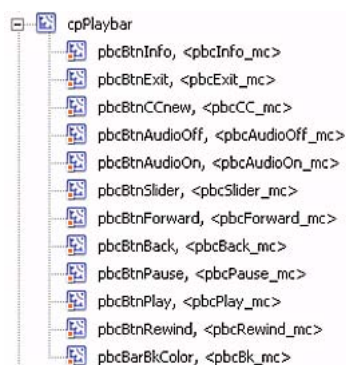 cpPlaybar
pbcBtnInfo, <pbcInfo_mc>
pbcBtnExit, <pbcExit_mc>
pbcBtnCCnew, <pbcCC_mc>
pbcBtnAudioOff, <pbcAudioOff_mc>
pbcBtnAudioOn, <pbcAudioOn_mc>
pbcBtnSlider, <pbcSlider_mc>
pbcBtnForward, <pbcForward_mc>
pbcBtnBack, <pbcBack_mc>
pbcBtnPause, <pbcPause_mc>
pbcBtnPlay, <pbcPlay_mc>
pbcBtnRewind, <pbcRewind_mc>
pbcBarBkColor, <pbcBk_mc>